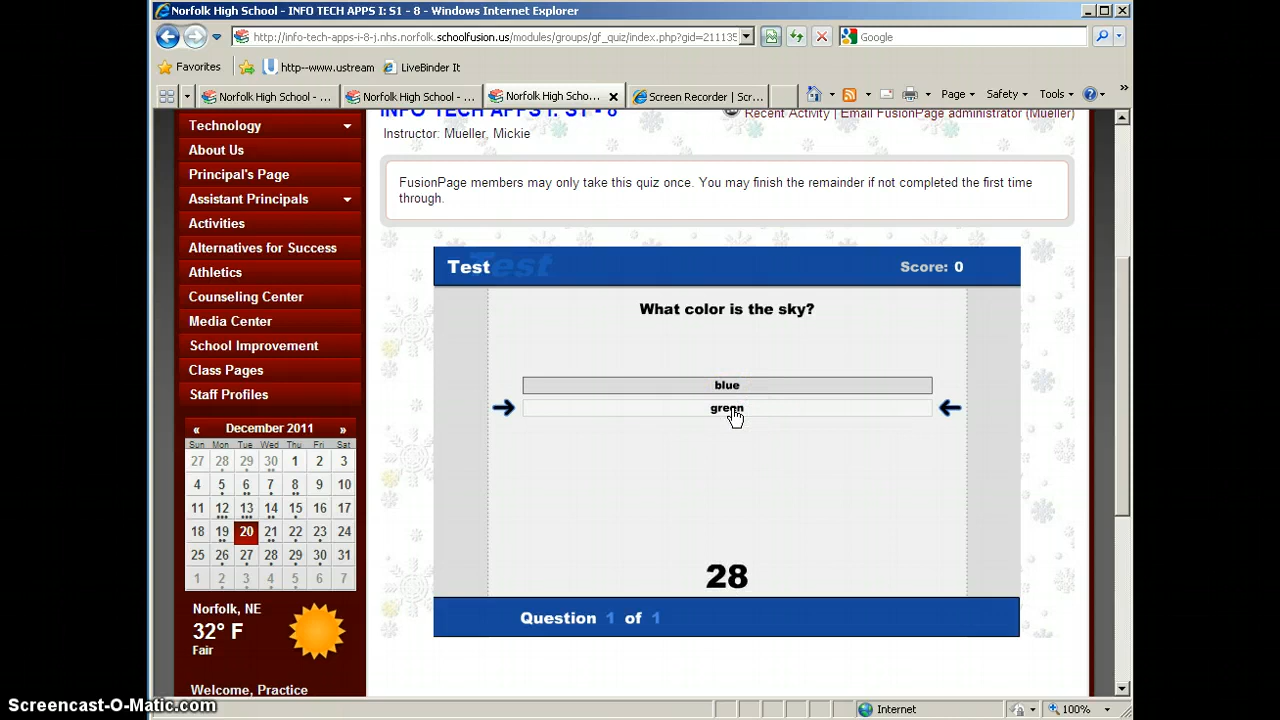 Norfolk High School - INFO TECH APPS I: S1 - 8 - Windows Internet Explorer
http://info-tech-apps-i-8-j.nhs.norfolk.schoolfusion.us/modules/groups/gf_quiz/index.php?gid=211135
Google
Favorites
http--www.ustream
LiveBinder It
Norfolk High School - ...
Norfolk High School - ...
Norfolk High Scho...
Screen Recorder | Scr...
Page
Safety
Tools
»
INFO TECH APPS I: S1 - 8
Recent Activity | Email FusionPage administrator (Mueller)
Instructor: Mueller, Mickie
FusionPage members may only take this quiz once. You may finish the remainder if not completed the first time
through.
Technology
About Us
Principal's Page
Assistant Principals
Activities
Alternatives for Success
Athletics
Counseling Center
Media Center
School Improvement
Class Pages
Staff Profiles
« December 2011 »
Sun Mon Tue Wed Thu Fri Sat
27 28 29 30 1 2 3
4 5 6 7 8 9 10
11 12 13 14 15 16 17
18 19 20 21 22 23 24
25 26 27 28 29 30 31
1 2 3 4 5 6 7
Norfolk, NE
32° F
Fair
Welcome, Practice
Test
Test
Score: 0
What color is the sky?
blue
green
28
Question 1 of 1
Internet
100%
Screencast-O-Matic.com